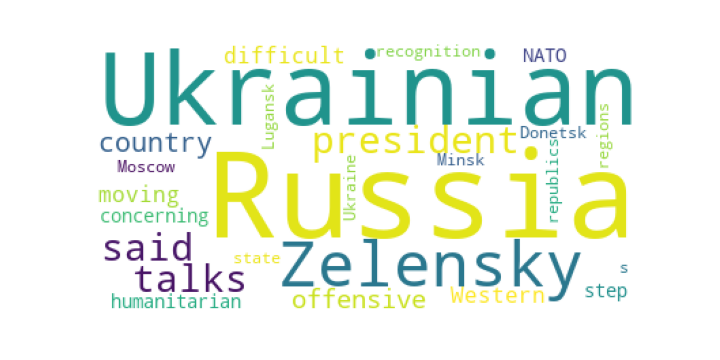 difficult recognition NATO
Ukrainian
Lugansk
country president Donetsk regions
Moscow Ukraine Minsk republics
Russia
moving
concerning
said Zelensky
talks state s
humanitarian offensive Western step